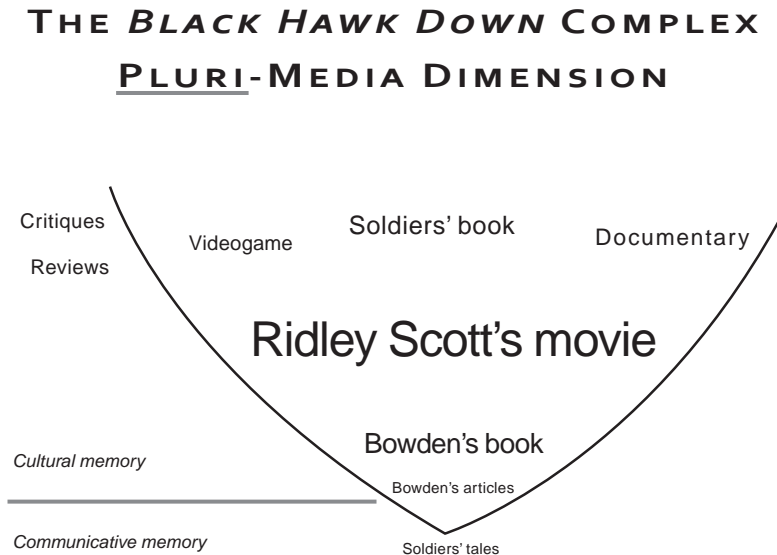 THE BLACK HAWK DOWN COMPLEX
PLURI-MEDIA DIMENSION
Critiques
Reviews
Videogame
Soldiers’ book
Documentary
Ridley Scott’s movie
Bowden’s book
Cultural memory
Bowden’s articles
Communicative memory
Soldiers’ tales